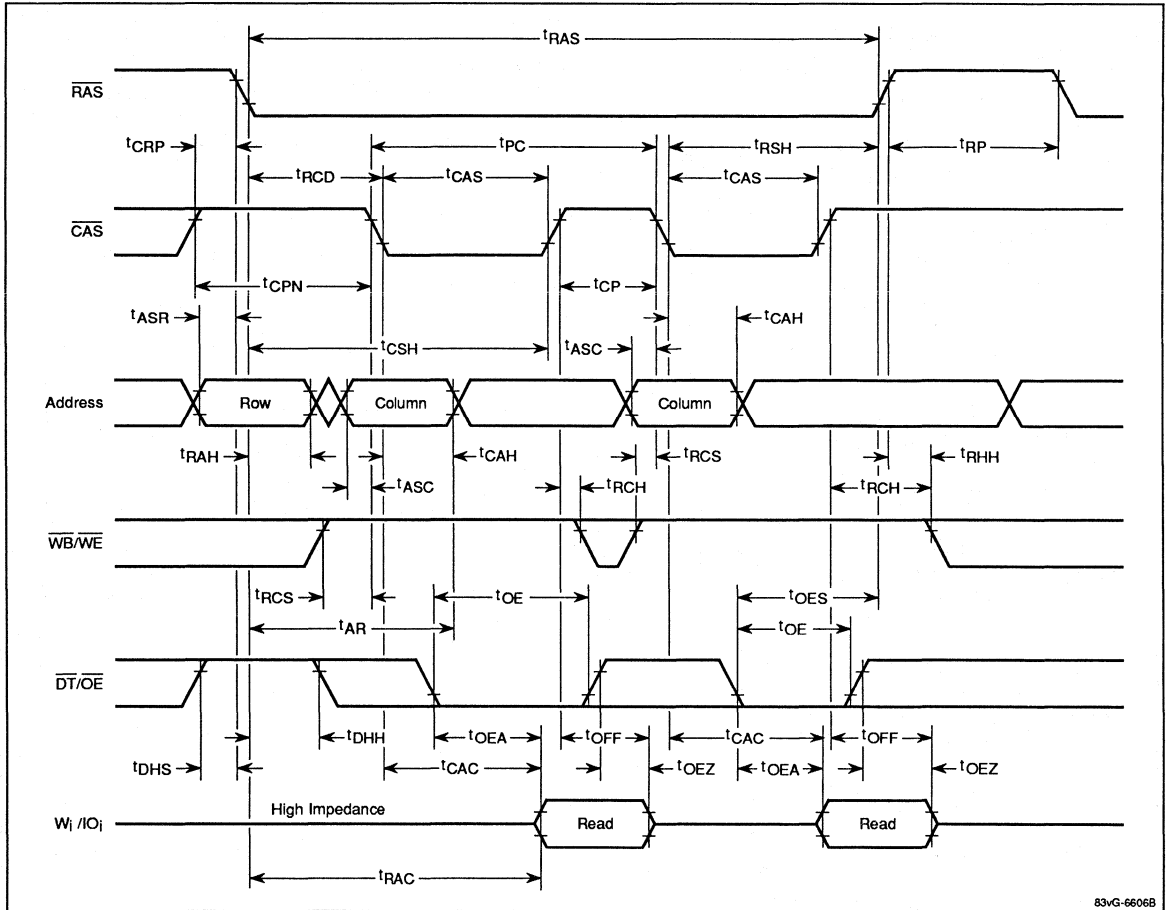 tRAS
RAS
tCRP
tPC
tRSH
tRP
tRCD
tCAS
tCAS
CAS
tCPN
tCP
tASR
tCAH
tCSH
tASC
Address
Row
Column
Column
tRAH
tCAH
tRCS
tRHH
tASC
tRCH
tRCH
WB/WE
tRCS
tOE
tOES
tAR
tOE
DT/OE
tDHH
tOEA
tOFF
tCAC
tOFF
tDHS
tCAC
tOEZ
tOEA
tOEZ
High Impedance
Wi /IOi
Read
Read
tRAC
83vG-6606B